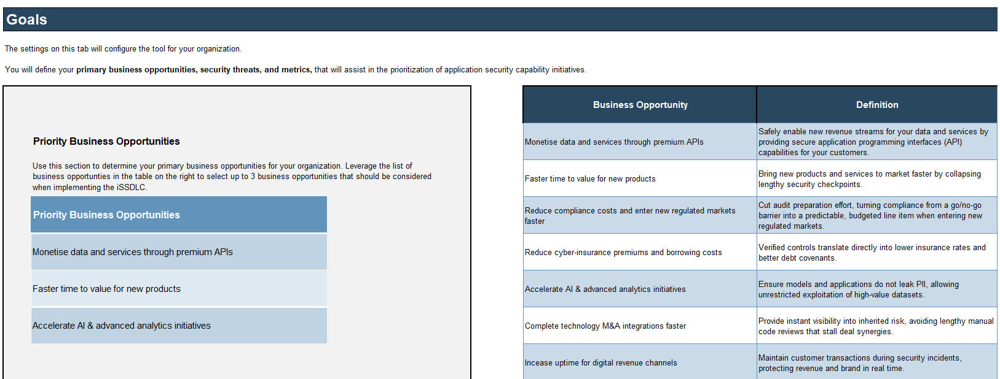 Goals
The settings on this tab will configure the tool for your organization.
You will define your primary business opportunities, security threats, and metrics, that will assist in the prioritization of application security capability initiatives.
Priority Business Opportunities
Use this section to determine your primary business opportunities for your organization. Leverage the list of
business opportunties in the table on the right to select up to 3 business opportunities that should be considered
when implementing the iSSDLC.
Priority Business Opportunities
Monetise data and services through premium APIs
Faster time to value for new products
Accelerate AI & advanced analytics initiatives
Business Opportunity
Definition
Monetise data and services through premium APIs
Safely enable new revenue streams for your data and services by
providing secure application programming interfaces (API)
capabilities for your customers.
Faster time to value for new products
Bring new products and services to market faster by collapsing
lengthy security checkpoints.
Reduce compliance costs and enter new regulated markets
faster
Cut audit preparation effort, turning compliance from a go/no-go
barrier into a predictable, budgeted line item when entering new
regulated markets.
Reduce cyber-insurance premiums and borrowing costs
Verified controls translate directly into lower insurance rates and
better debt covenants.
Accelerate AI & advanced analytics initiatives
Ensure models and applications do not leak PII, allowing
unrestricted exploitation of high-value datasets.
Complete technology M&A integrations faster
Provide instant visibility into inherited risk, avoiding lengthy manual
code reviews that stall deal synergies.
Incease uptime for digital revenue channels
Maintain customer transactions during security incidents,
protecting revenue and brand in real time.